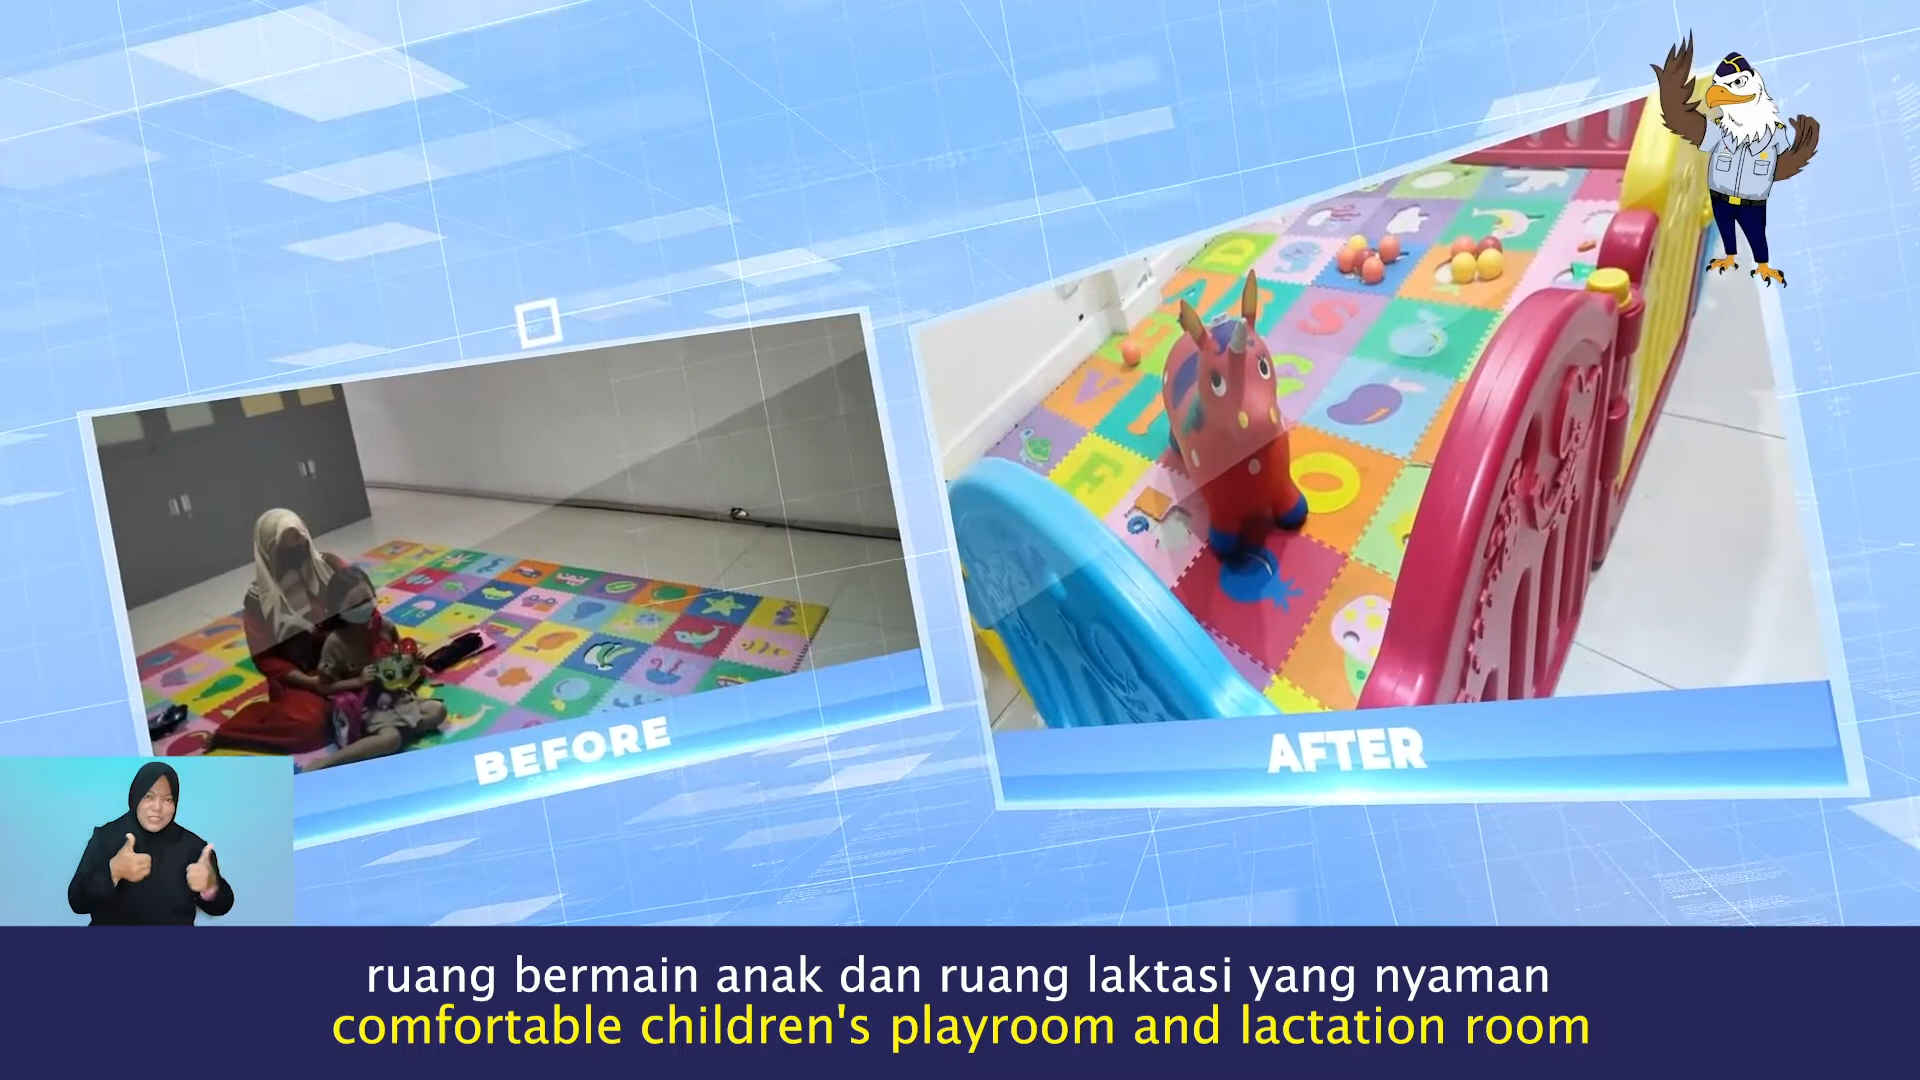 BEFORE
AFTER
ruang bermain anak dan ruang laktasi yang nyaman
comfortable children's playroom and lactation room